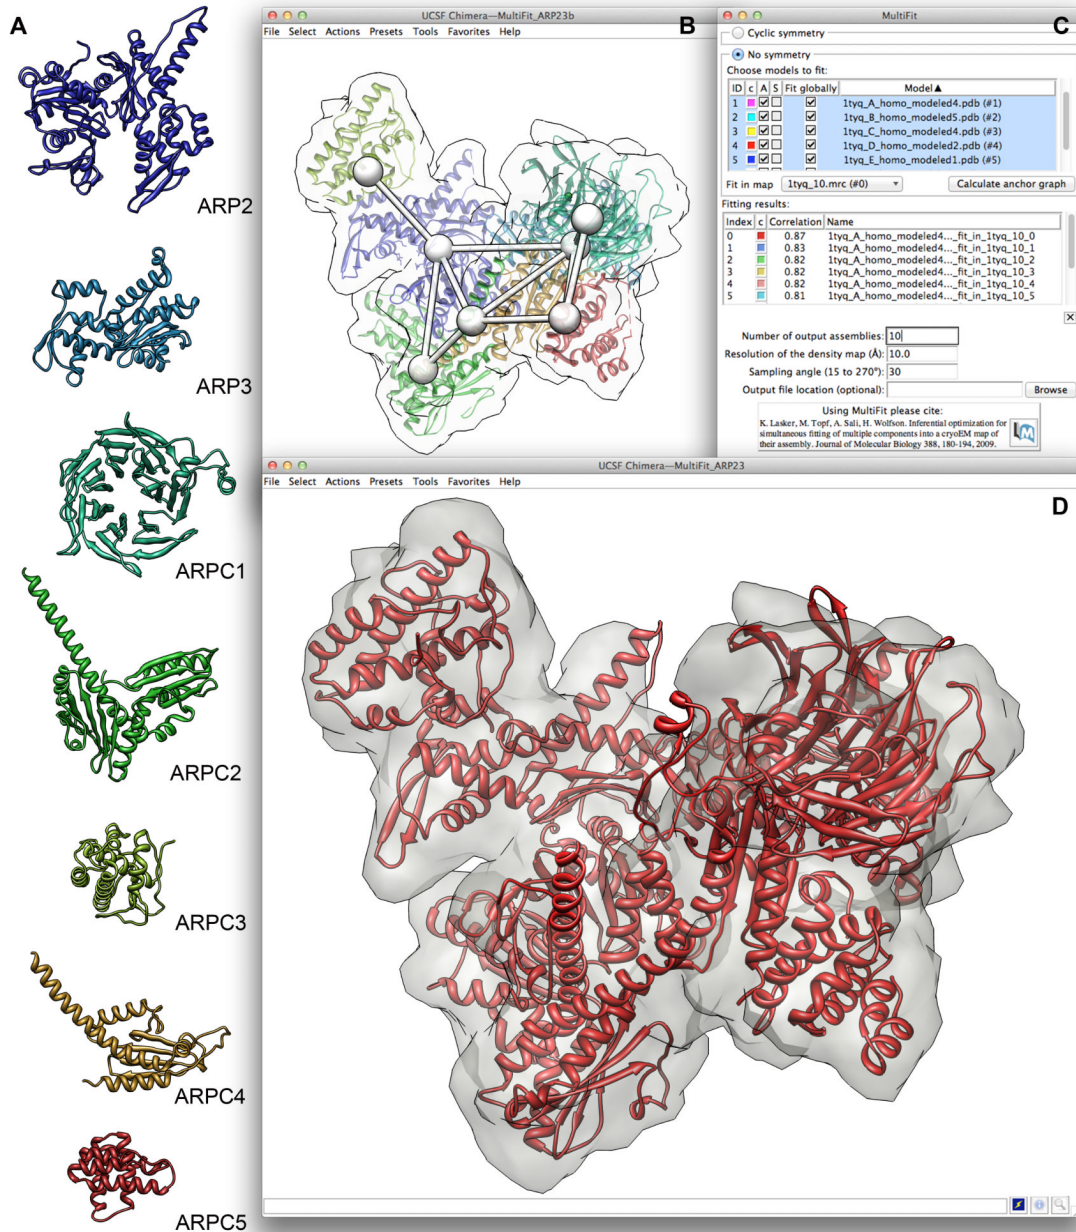 A
ARP2
ARP3
ARPC1
ARPC2
ARPC3
ARPC4
ARPC5
UCSF Chimera—MultiFit_ARP23b
File Select Actions Presets Tools Favorites Help
B
MultiFit
C
Cyclic symmetry
No symmetry
Choose models to fit:
ID c A S Fit globally Model▲
1 1tyq_A_homo_modeled4.pdb (#1)
2 1tyq_B_homo_modeled5.pdb (#2)
3 1tyq_C_homo_modeled4.pdb (#3)
4 1tyq_D_homo_modeled2.pdb (#4)
5 1tyq_E_homo_modeled1.pdb (#5)
Fit in map 1tyq_10.mrc (#0) Calculate anchor graph
Fitting results:
Index c Correlation Name
0 0.87 1tyq_A_homo_modeled4..._fit_in_1tyq_10_0
1 0.83 1tyq_A_homo_modeled4..._fit_in_1tyq_10_1
2 0.82 1tyq_A_homo_modeled4..._fit_in_1tyq_10_2
3 0.82 1tyq_A_homo_modeled4..._fit_in_1tyq_10_3
4 0.82 1tyq_A_homo_modeled4..._fit_in_1tyq_10_4
5 0.81 1tyq_A_homo_modeled4..._fit_in_1tyq_10_5
Number of output assemblies: 10
Resolution of the density map (Å): 10.0
Sampling angle (15 to 270°): 30
Output file location (optional): Browse
Using MultiFit please cite:
K. Lasker, M. Topf, A. Sali, H. Wolfson. Inferential optimization for
simultaneous fitting of multiple components into a cryoEM map of
their assembly. Journal of Molecular Biology 388, 180-194, 2009.
UCSF Chimera—MultiFit_ARP23
File Select Actions Presets Tools Favorites Help
D